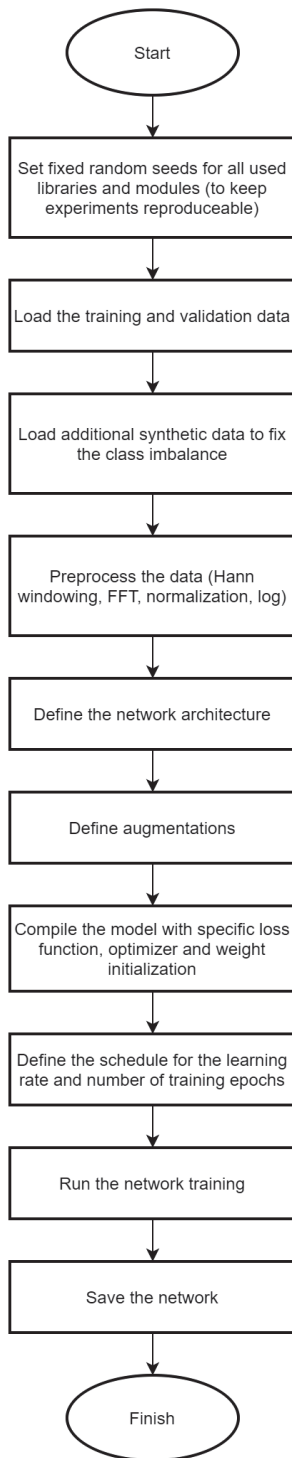 Start
Set fixed random seeds for all used
libraries and modules (to keep
experiments reproduceable)
Load the training and validation data
Load additional synthetic data to fix
the class imbalance
Preprocess the data (Hann
windowing, FFT, normalization, log)
Define the network architecture
Define augmentations
Compile the model with specific loss
function, optimizer and weight
initialization
Define the schedule for the learning
rate and number of training epochs
Run the network training
Save the network
Finish